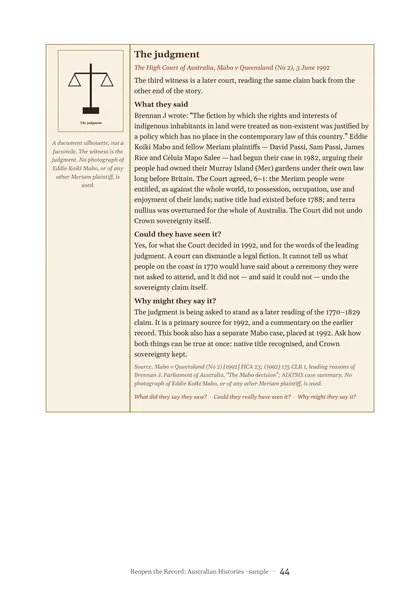 The judgment
A document silhouette, not a
facsimile. The witness is the
judgment. No photograph of
Eddie Koiki Mabo, or of any
other Meriam plaintiff, is
used.
The judgment
The High Court of Australia, Mabo v Queensland (No 2), 3 June 1992
The third witness is a later court, reading the same claim back from the
other end of the story.
What they said
Brennan J wrote: "The fiction by which the rights and interests of
indigenous inhabitants in land were treated as non-existent was justified by
a policy which has no place in the contemporary law of this country." Eddie
Koiki Mabo and fellow Meriam plaintiffs — David Passi, Sam Passi, James
Rice and Celuia Mapo Salee — had begun their case in 1982, arguing their
people had owned their Murray Island (Mer) gardens under their own law
long before Britain. The Court agreed, 6–1: the Meriam people were
entitled, as against the whole world, to possession, occupation, use and
enjoyment of their lands; native title had existed before 1788; and terra
nullius was overturned for the whole of Australia. The Court did not undo
Crown sovereignty itself.
Could they have seen it?
Yes, for what the Court decided in 1992, and for the words of the leading
judgment. A court can dismantle a legal fiction. It cannot tell us what
people on the coast in 1770 would have said about a ceremony they were
not asked to attend, and it did not — and said it could not — undo the
sovereignty claim itself.
Why might they say it?
The judgment is being asked to stand as a later reading of the 1770–1829
claim. It is a primary source for 1992, and a commentary on the earlier
record. This book also has a separate Mabo case, placed at 1992. Ask how
both things can be true at once: native title recognised, and Crown
sovereignty kept.
Source. Mabo v Queensland (No 2) [1992] HCA 23; (1992) 175 CLR 1, leading reasons of
Brennan J. Parliament of Australia, "The Mabo decision"; AIATSIS case summary. No
photograph of Eddie Koiki Mabo, or of any other Meriam plaintiff, is used.
What did they say they saw? · Could they really have seen it? · Why might they say it?
Reopen the Record: Australian Histories · sample · 44